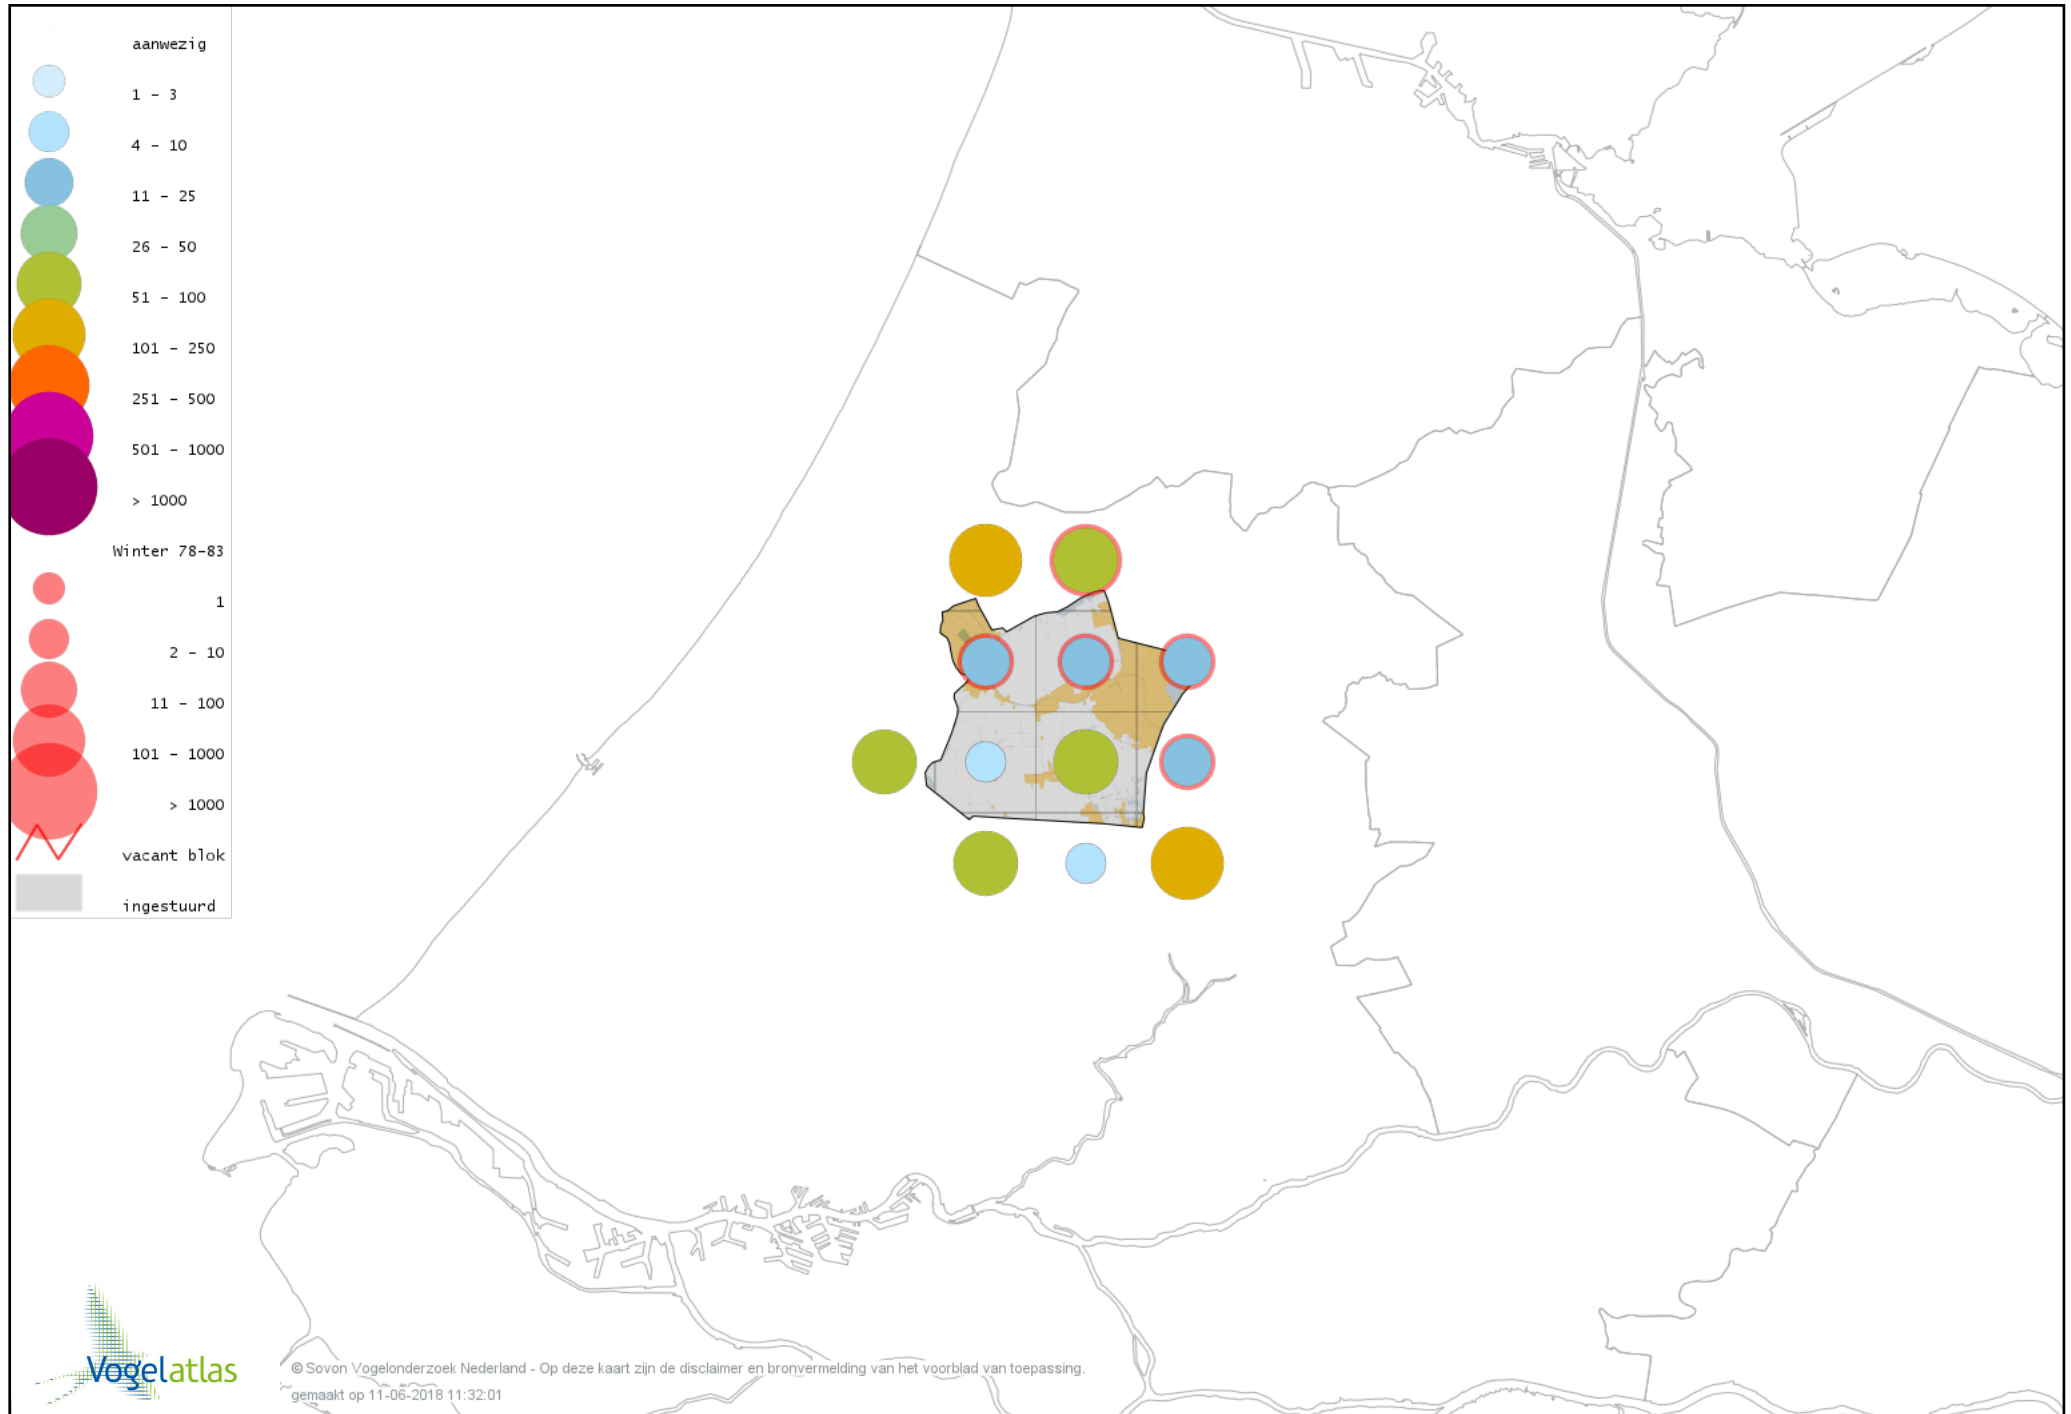 aanwezig
1 - 3
4 - 10
11 - 25
26 - 50
51 - 100
101 - 250
251 - 500
501 - 1000
> 1000
Winter 78-83
1
2 - 10
11 - 100
101 - 1000
> 1000
vacant blok
ingestuurd
Vogelatlas
© Sovon Vogelonderzoek Nederland - Op deze kaart zijn de disclaimer en bronvermelding van het voorblad van toepassing.
gemaakt op 11-06-2018 11:32:01